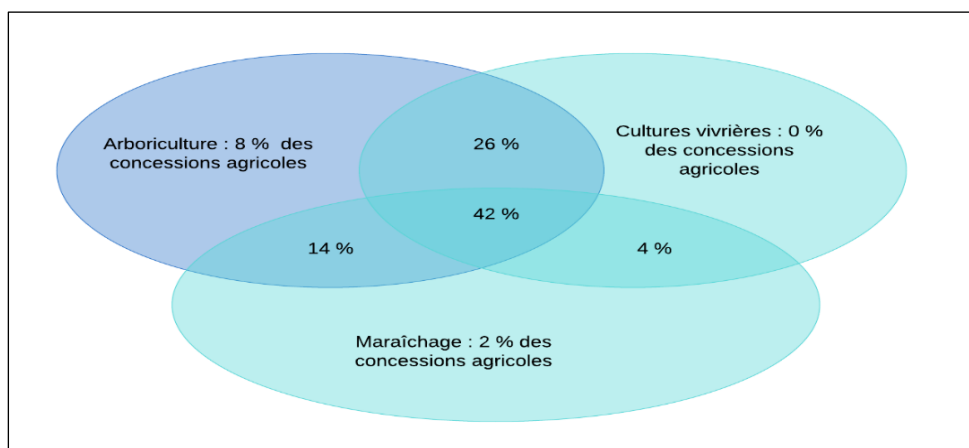 Arboriculture : 8 % des
concessions agricoles
26 %
Cultures vivrières : 0 %
des concessions
agricoles
42 %
14 %
4 %
Maraîchage : 2 % des
concessions agricoles